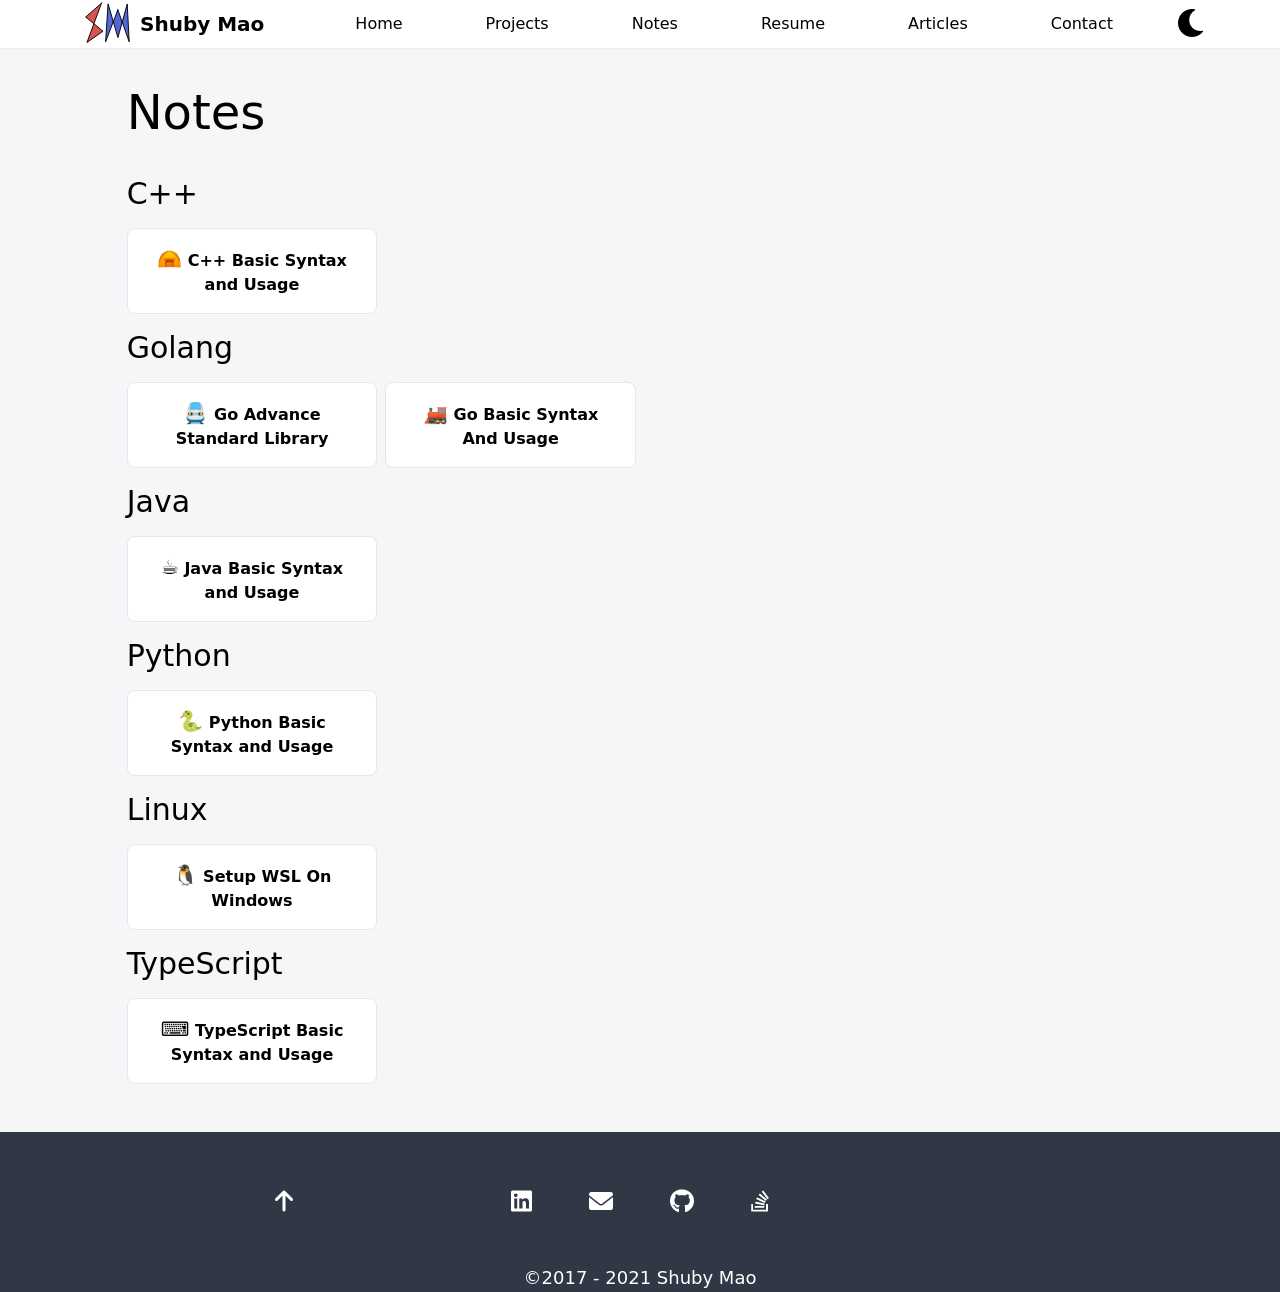 SM Shuby Mao
Home
Projects
Notes
Resume
Articles
Contact
Notes
C++
C++ Basic Syntax
and Usage
Golang
Go Advance
Standard Library
Go Basic Syntax
And Usage
Java
Java Basic Syntax
and Usage
Python
Python Basic
Syntax and Usage
Linux
Setup WSL On
Windows
TypeScript
TypeScript Basic
Syntax and Usage
©2017 - 2021 Shuby Mao